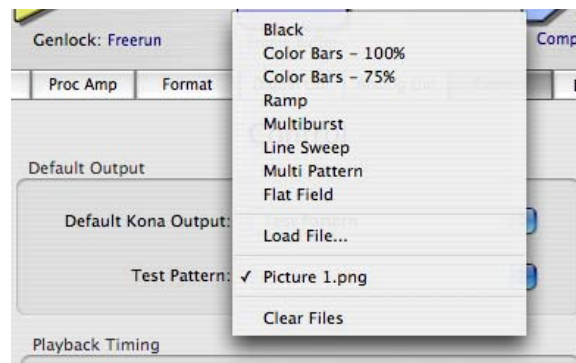 Black
Genlock: Freerun
Comp
Color Bars – 100%
Color Bars – 75%
Proc Amp
Format
Ramp
Multiburst
Line Sweep
Default Output
Multi Pattern
Flat Field
Default Kona Output:
Load File...
Test Pattern: ✓ Picture 1.png
Clear Files
Playback Timing